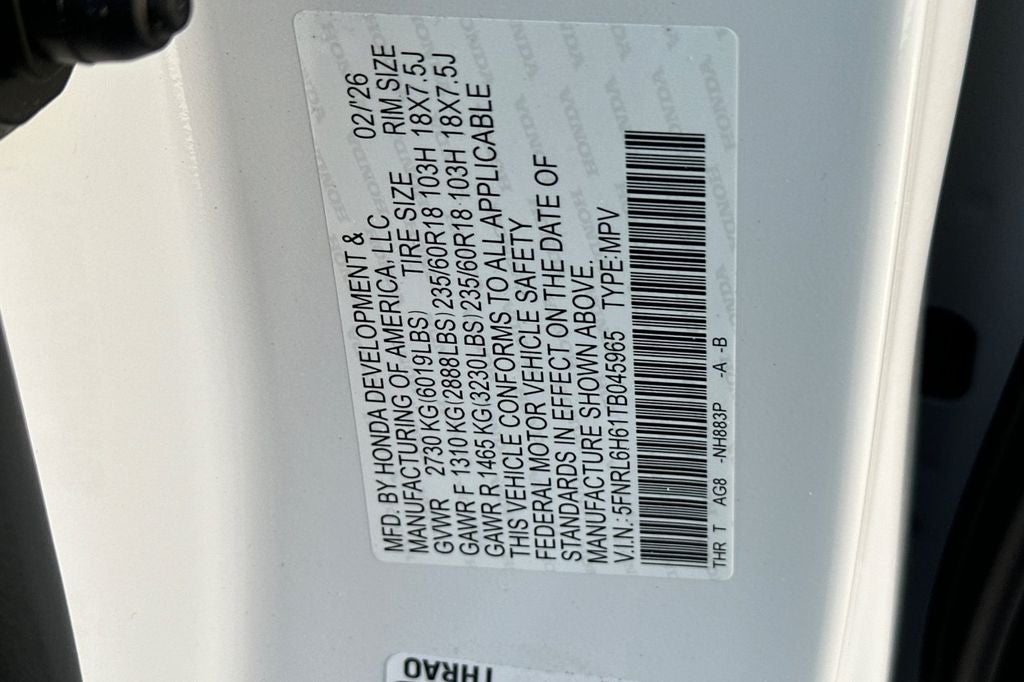 MFD. BY HONDA DEVELOPMENT & 02/'26
MANUFACTURING OF AMERICA, LLC
GVWR 2730 KG(6019LBS) TIRE SIZE RIM SIZE
GAWR F 1310 KG(2888LBS) 235/60R18 103H 18X7.5J
GAWR R 1465 KG(3230LBS) 235/60R18 103H 18X7.5J
THIS VEHICLE CONFORMS TO ALL APPLICABLE
FEDERAL MOTOR VEHICLE SAFETY
STANDARDS IN EFFECT ON THE DATE OF
MANUFACTURE SHOWN ABOVE.
V.I.N.: 5FNRL6H61TB045965 TYPE:MPV
THR T AG8 -NH883P -A -B
THRAO